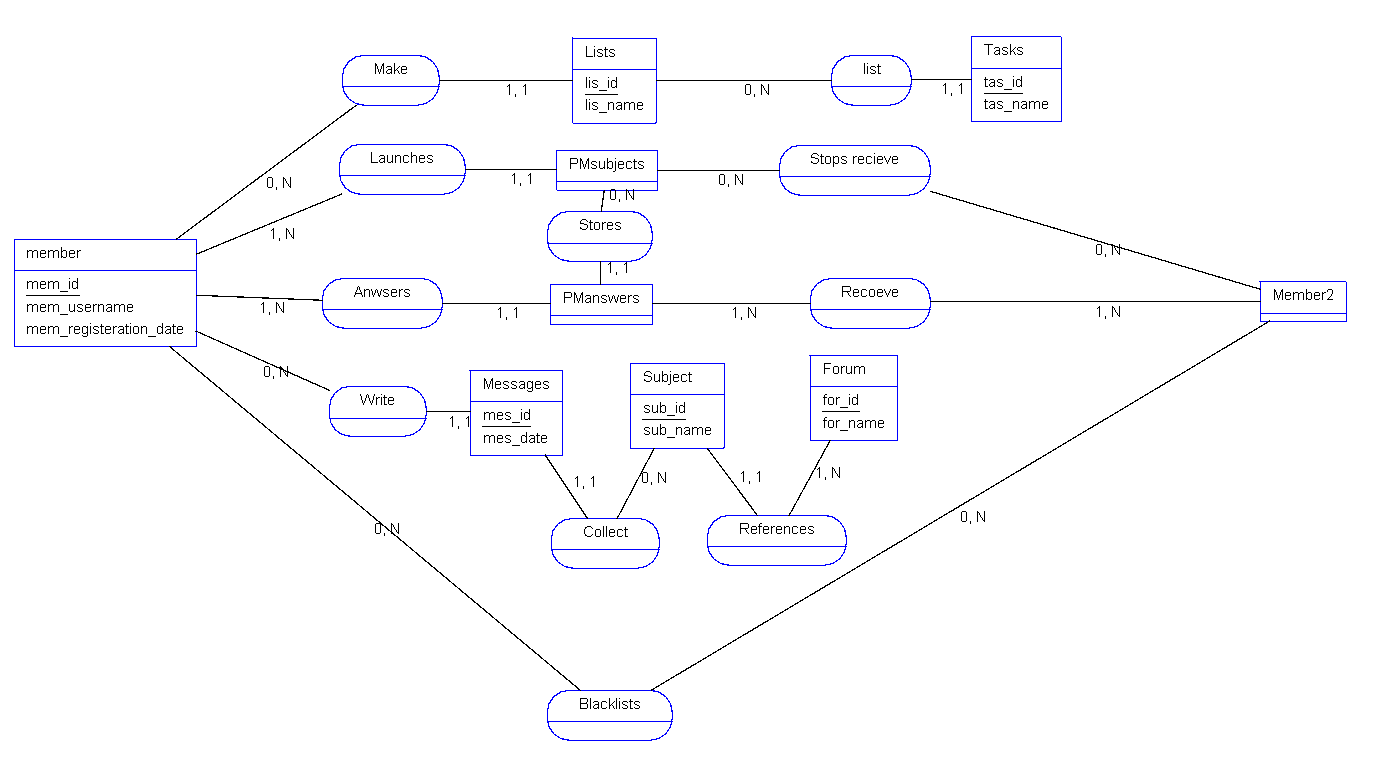 Make
1, 1
Lists
lis_id
lis_name
0, N
list
1, 1
Tasks
tas_id
tas_name
0, N
Launches
1, 1
PMsubjects
0, N
Stops recieve
0, N
1, N
0, N
Stores
1, 1
member
mem_id
mem_username
mem_registeration_date
1, N
Anwsers
1, 1
PManswers
1, N
Recoeve
1, N
Member2
0, N
Write
1, 1
Messages
mes_id
mes_date
Subject
sub_id
sub_name
Forum
for_id
for_name
1, 1
0, N
1, 1
1, N
Collect
References
0, N
0, N
Blacklists